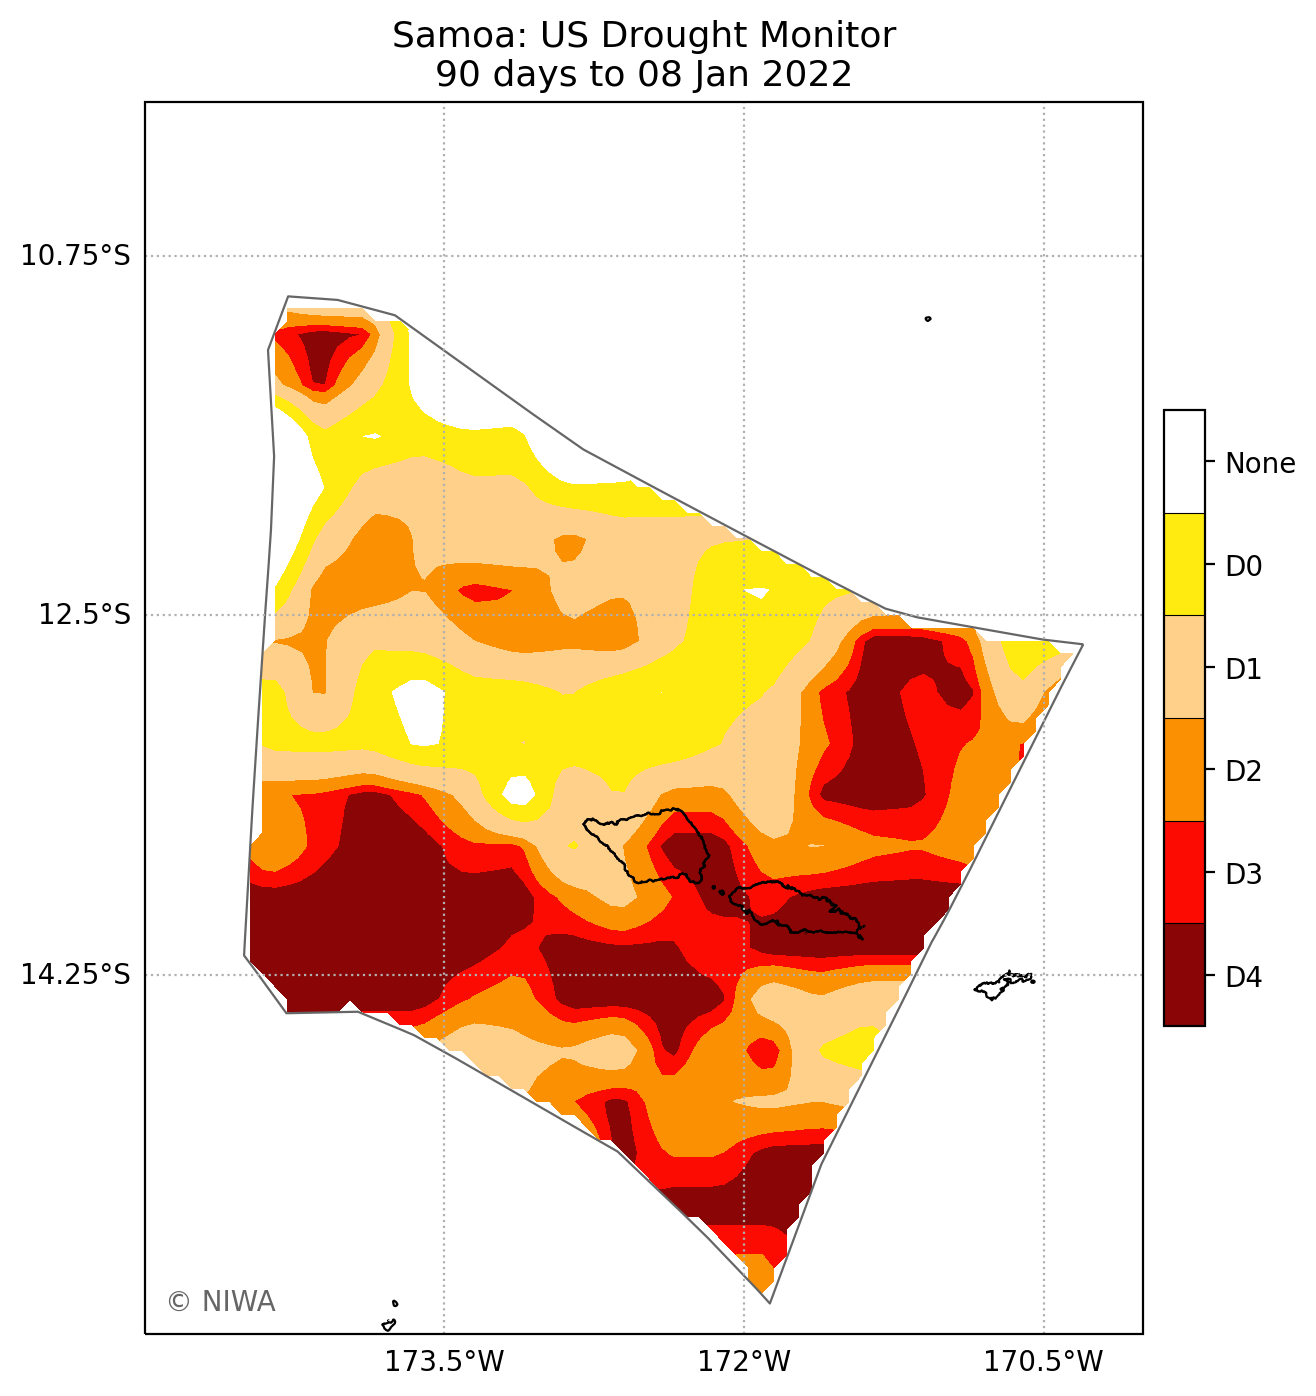 Samoa: US Drought Monitor
90 days to 08 Jan 2022
10.75°S
12.5°S
14.25°S
173.5°W
172°W
170.5°W
None
D0
D1
D2
D3
D4
© NIWA